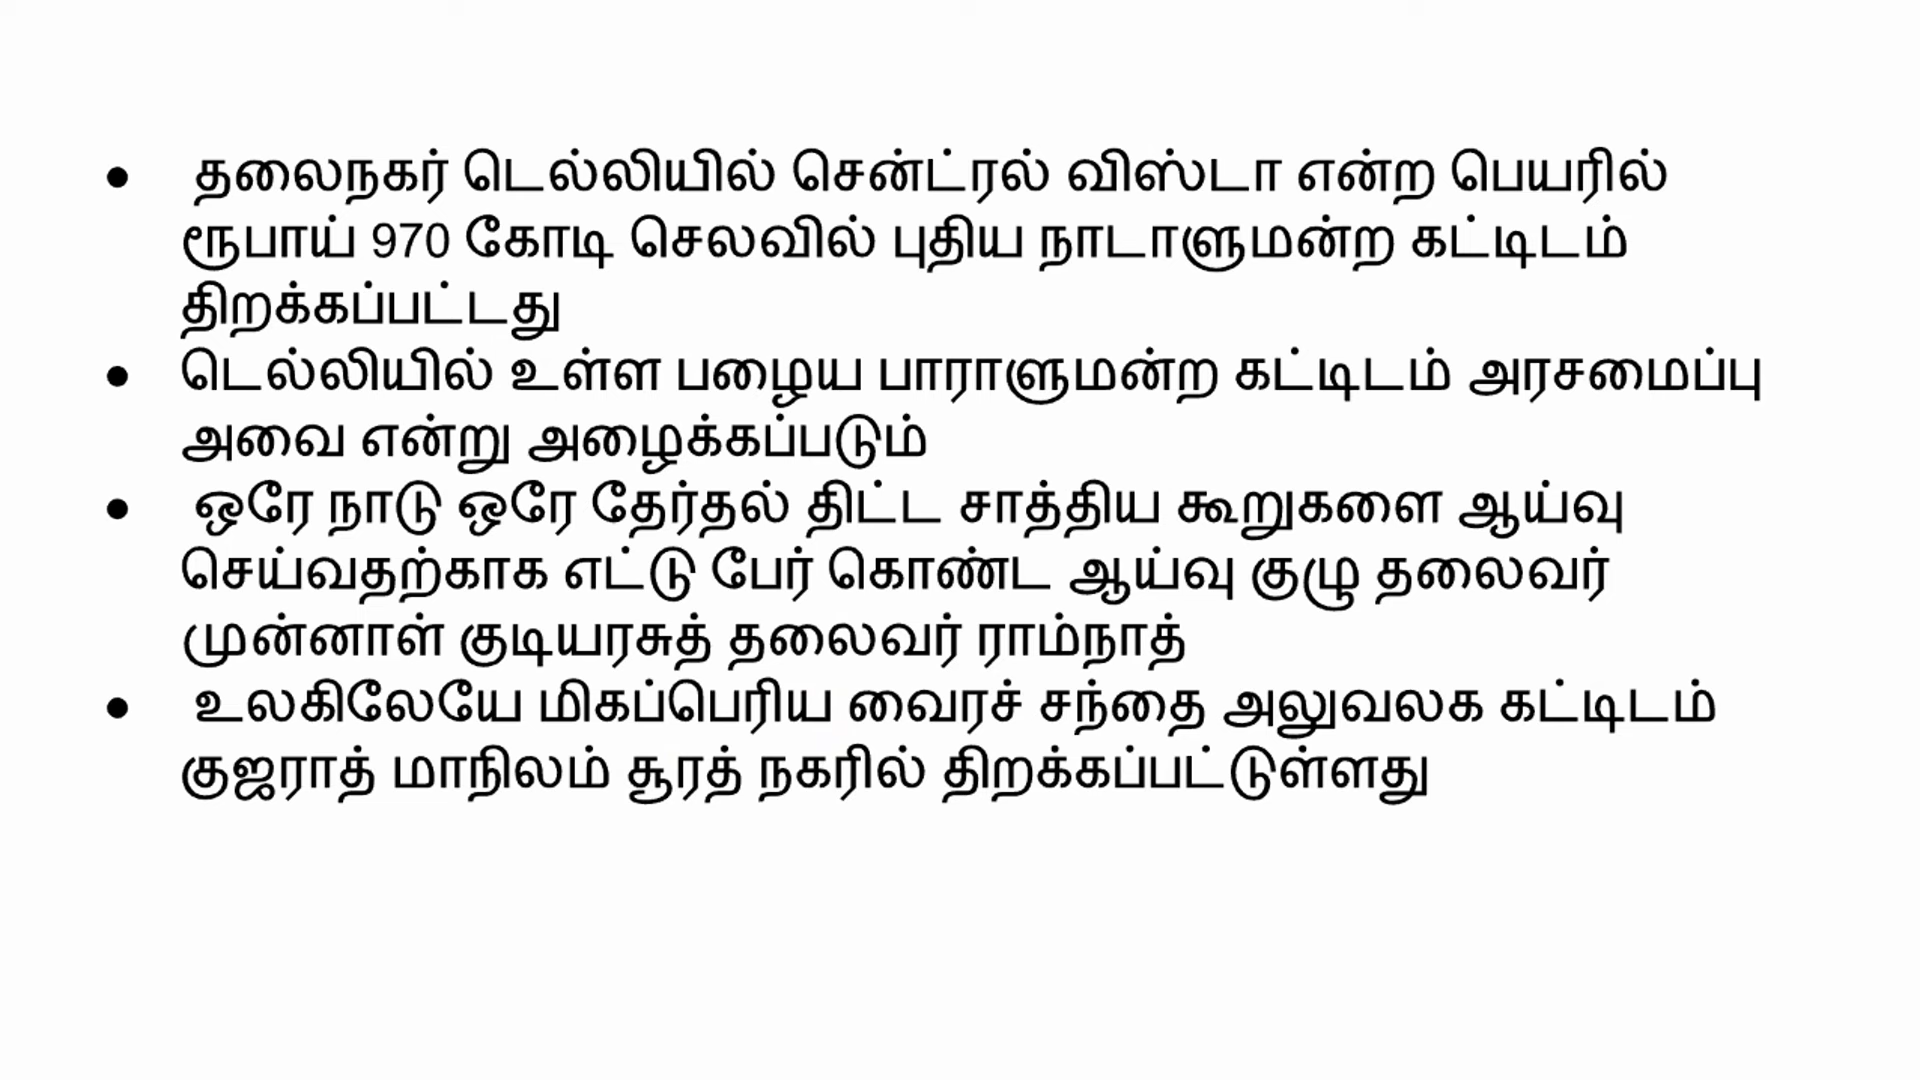 ● தலைநகர் டெல்லியில் சென்ட்ரல் விஸ்டா என்ற பெயரில்
ரூபாய் 970 கோடி செலவில் புதிய நாடாளுமன்ற கட்டிடம்
திறக்கப்பட்டது
● டெல்லியில் உள்ள பழைய பாராளுமன்ற கட்டிடம் அரசமைப்பு
அவை என்று அழைக்கப்படும்
● ஒரே நாடு ஒரே தேர்தல் திட்ட சாத்திய கூறுகளை ஆய்வு
செய்வதற்காக எட்டு பேர் கொண்ட ஆய்வு குழு தலைவர்
முன்னாள் குடியரசுத் தலைவர் ராம்நாத்
● உலகிலேயே மிகப்பெரிய வைரச் சந்தை அலுவலக கட்டிடம்
குஜராத் மாநிலம் சூரத் நகரில் திறக்கப்பட்டுள்ளது